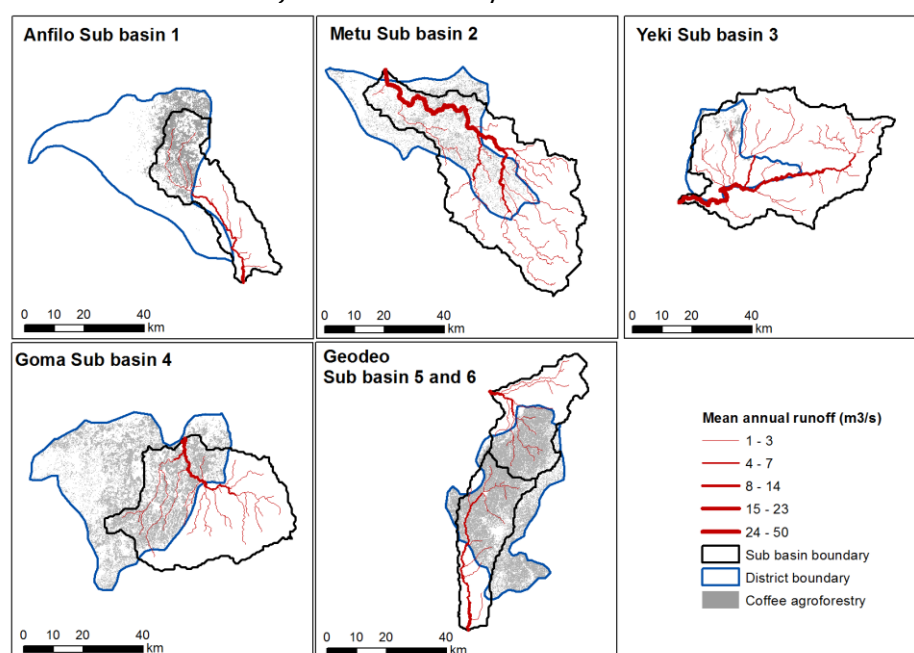 Anfilo Sub basin 1
0 10 20 40
km
Metu Sub basin 2
0 10 20 40
km
Yeki Sub basin 3
0 10 20 40
km
Goma Sub basin 4
0 10 20 40
km
Geodeo
Sub basin 5 and 6
0 10 20 40
km
Mean annual runoff (m3/s)
1 - 3
4 - 7
8 - 14
15 - 23
24 - 50
Sub basin boundary
District boundary
Coffee agroforestry